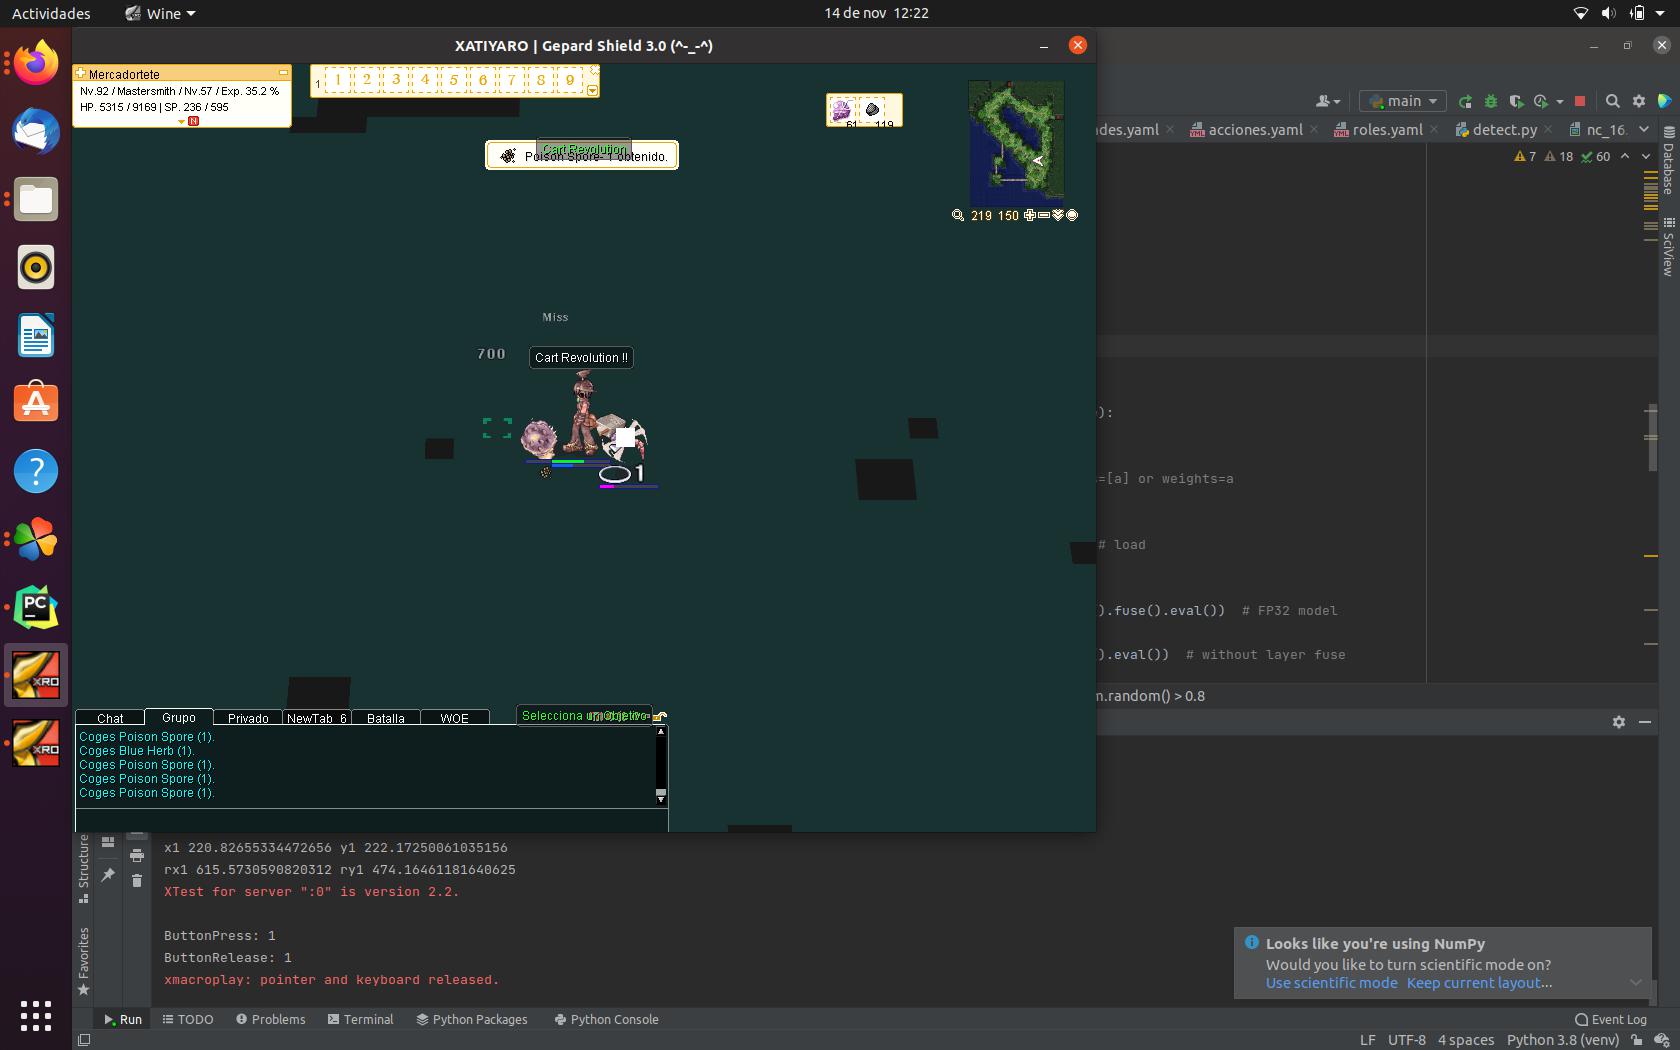 Actividades
Wine
14 de nov 12:22
XATIYARO | Gepard Shield 3.0 (^-_-^)
Mercadortete
Nv.92 / Mastersmith / Nv.57 / Exp. 35.2 %
HP. 5315 / 9169 | SP. 236 / 595
N
1 1 2 3 4 5 6 7 8 9
61 119
Cart Revolution
Poison Spore- 1 obtenido.
219 150
Miss
700
Cart Revolution !!
1
main
des.yaml
acciones.yaml
roles.yaml
detect.py
nc_16
7 18 60
Database
SciView
):
=[a] or weights=a
# load
).fuse().eval()) # FP32 model
).eval()) # without layer fuse
m.random() > 0.8
PC
XRO
XRO
Chat Grupo Privado NewTab_6 Batalla WOE
Selecciona un objetivo
Coges Poison Spore (1).
Coges Blue Herb (1).
Coges Poison Spore (1).
Coges Poison Spore (1).
Coges Poison Spore (1).
Structure
Favorites
x1 220.82655334472656 y1 222.17250061035156
rx1 615.5730590820312 ry1 474.16461181640625
XTest for server ":0" is version 2.2.
ButtonPress: 1
ButtonRelease: 1
xmacroplay: pointer and keyboard released.
Looks like you're using NumPy
Would you like to turn scientific mode on?
Use scientific mode Keep current layout...
Run TODO Problems Terminal Python Packages Python Console
Event Log
LF UTF-8 4 spaces Python 3.8 (venv)